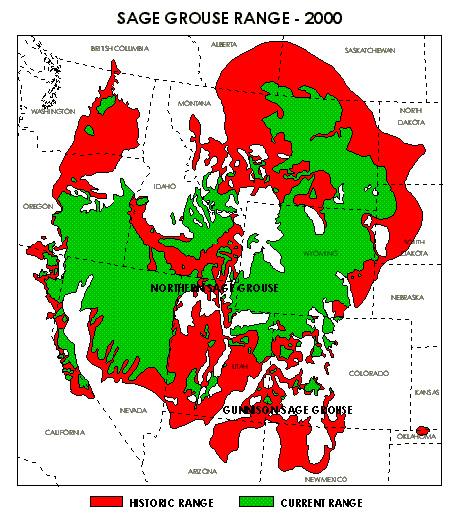 SAGE GROUSE RANGE - 2000
BRITISH COLUMBIA
ALBERTA
SASKATCHEWAN
WASHINGTON
MONTANA
NORTH
DAKOTA
IDAHO
OREGON
SOUTH
DAKOTA
WYOMING
NORTHERN SAGE GROUSE
NEBRASKA
UTAH
COLORADO
KANSAS
NEVADA
GUNNISON SAGE GROUSE
CALIFORNIA
OKLAHOMA
ARIZONA
NEW MEXICO
HISTORIC RANGE
CURRENT RANGE